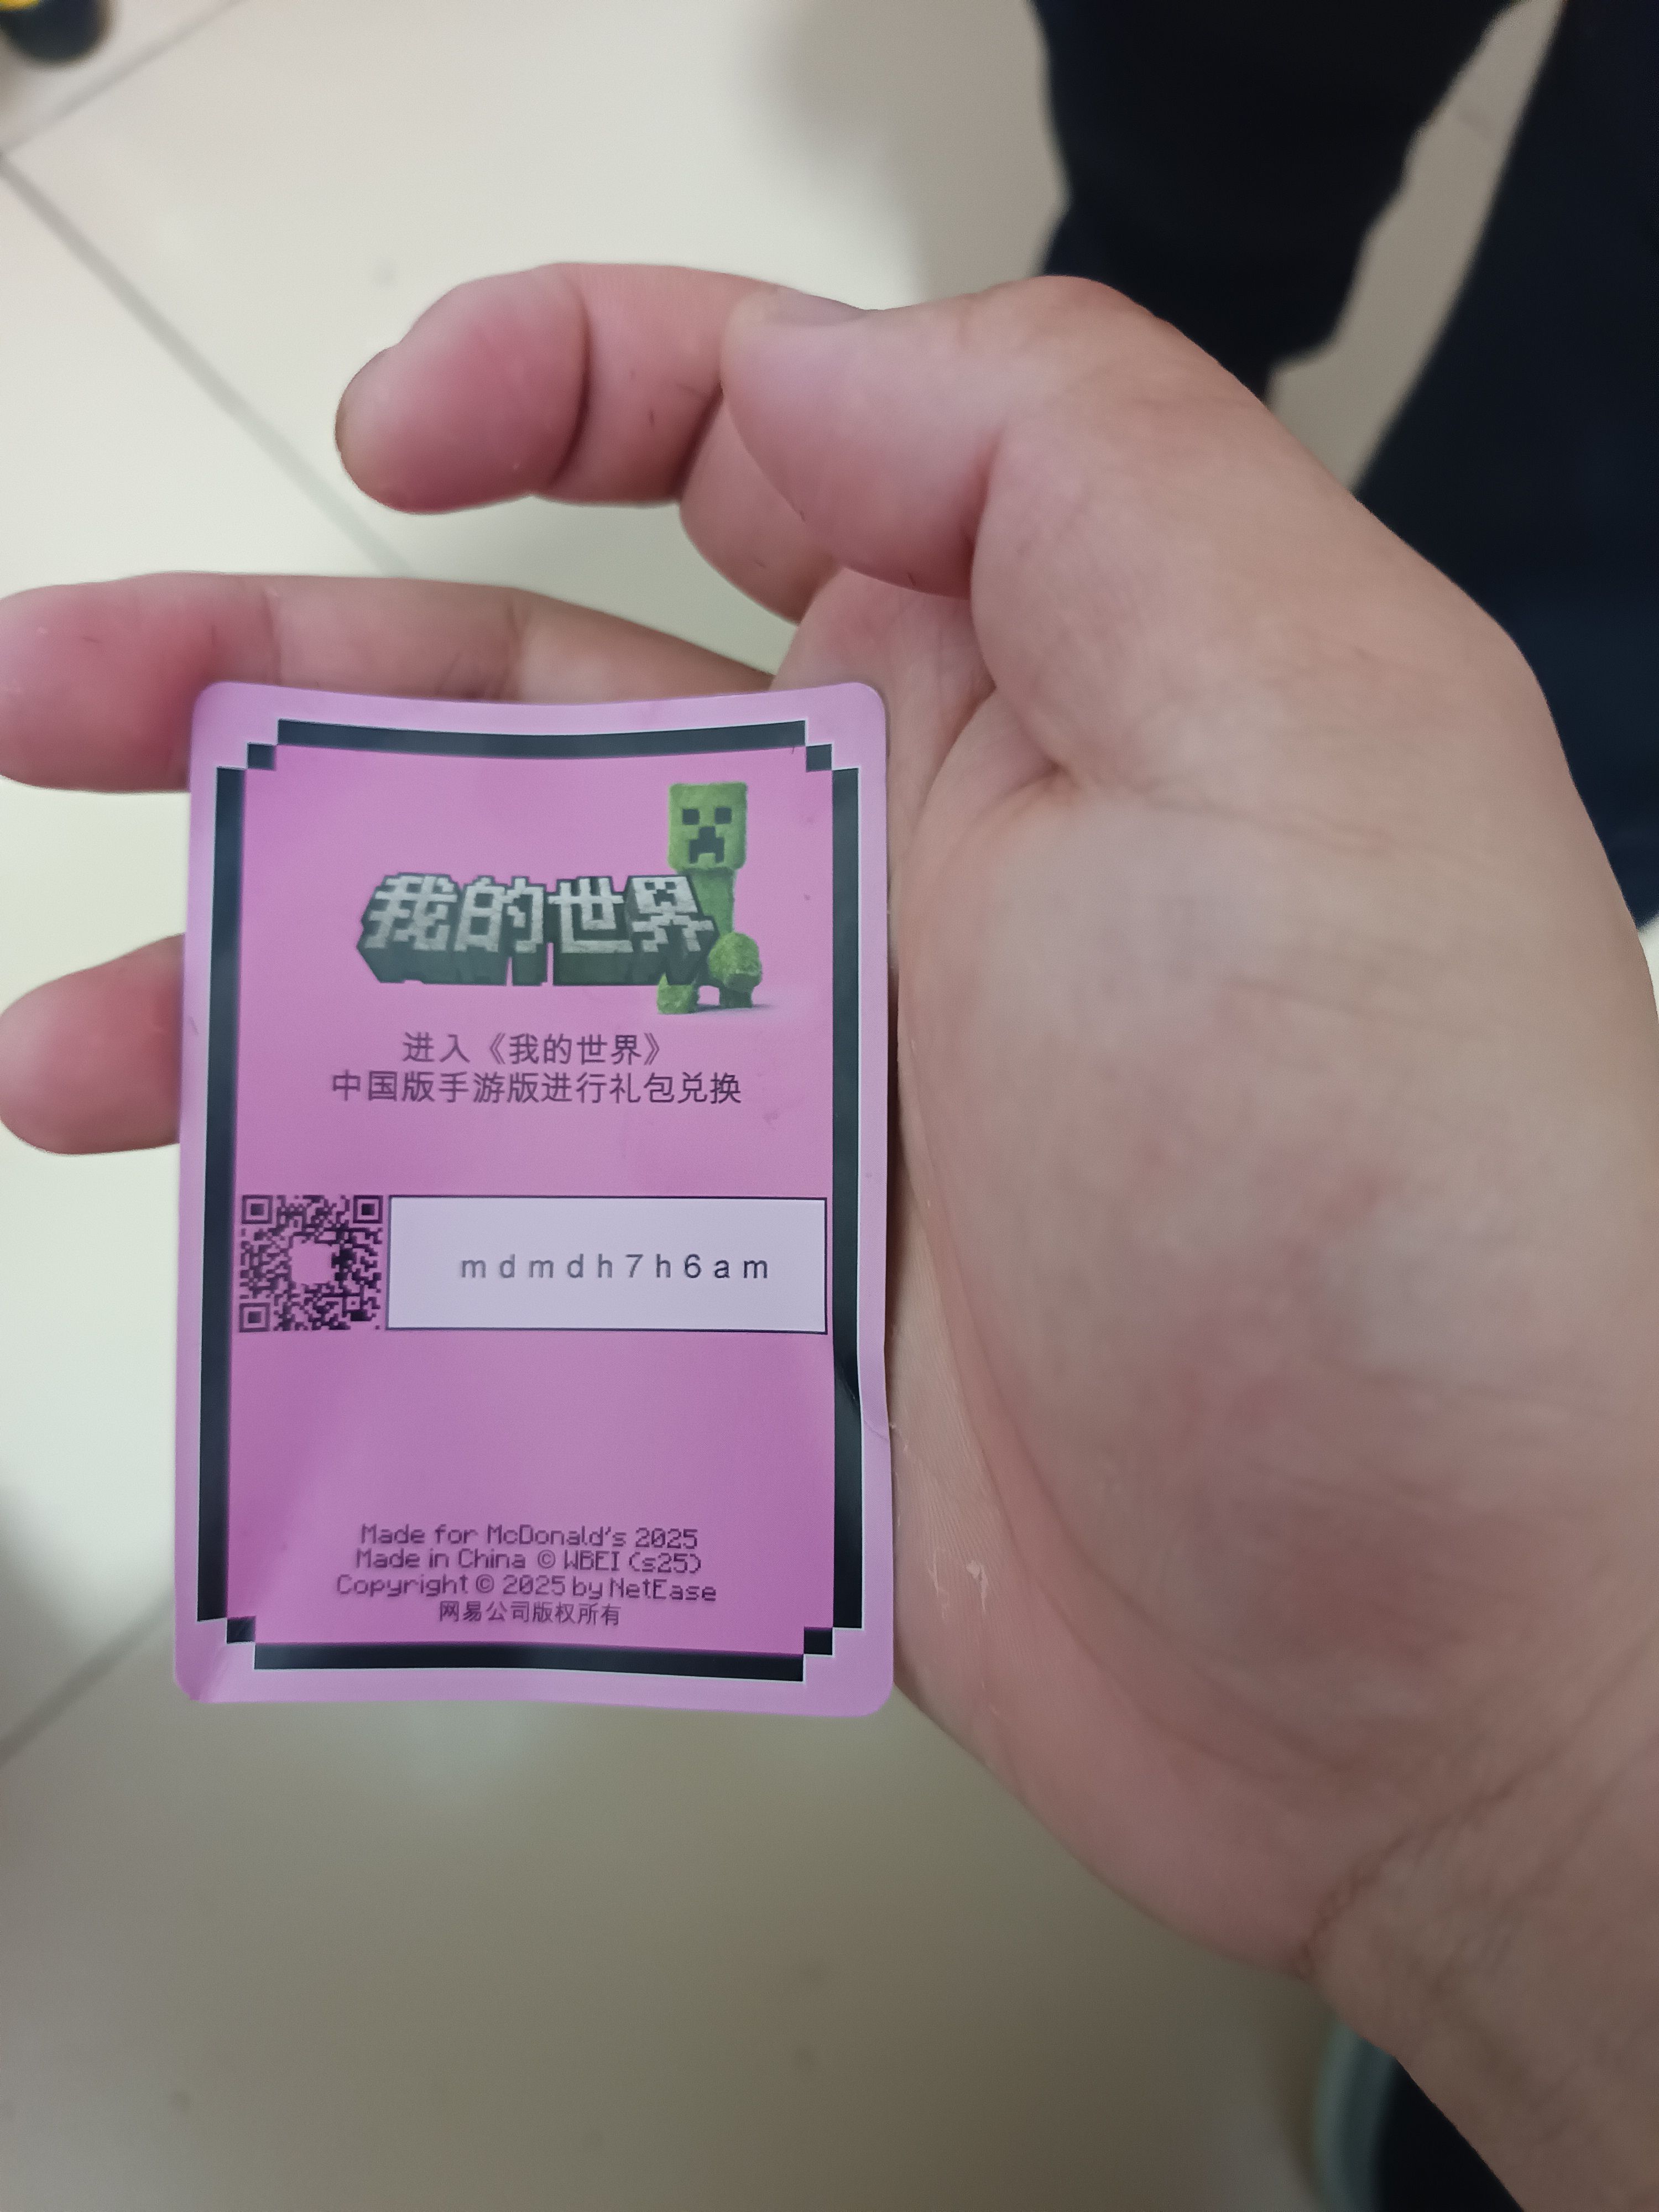 我的世界
进入《我的世界》
中国版手游版进行礼包兑换
mdmdh7h6am
Made for McDonald's 2025
Made in China © WBEI (s25)
Copyright © 2025 by NetEase
网易公司版权所有